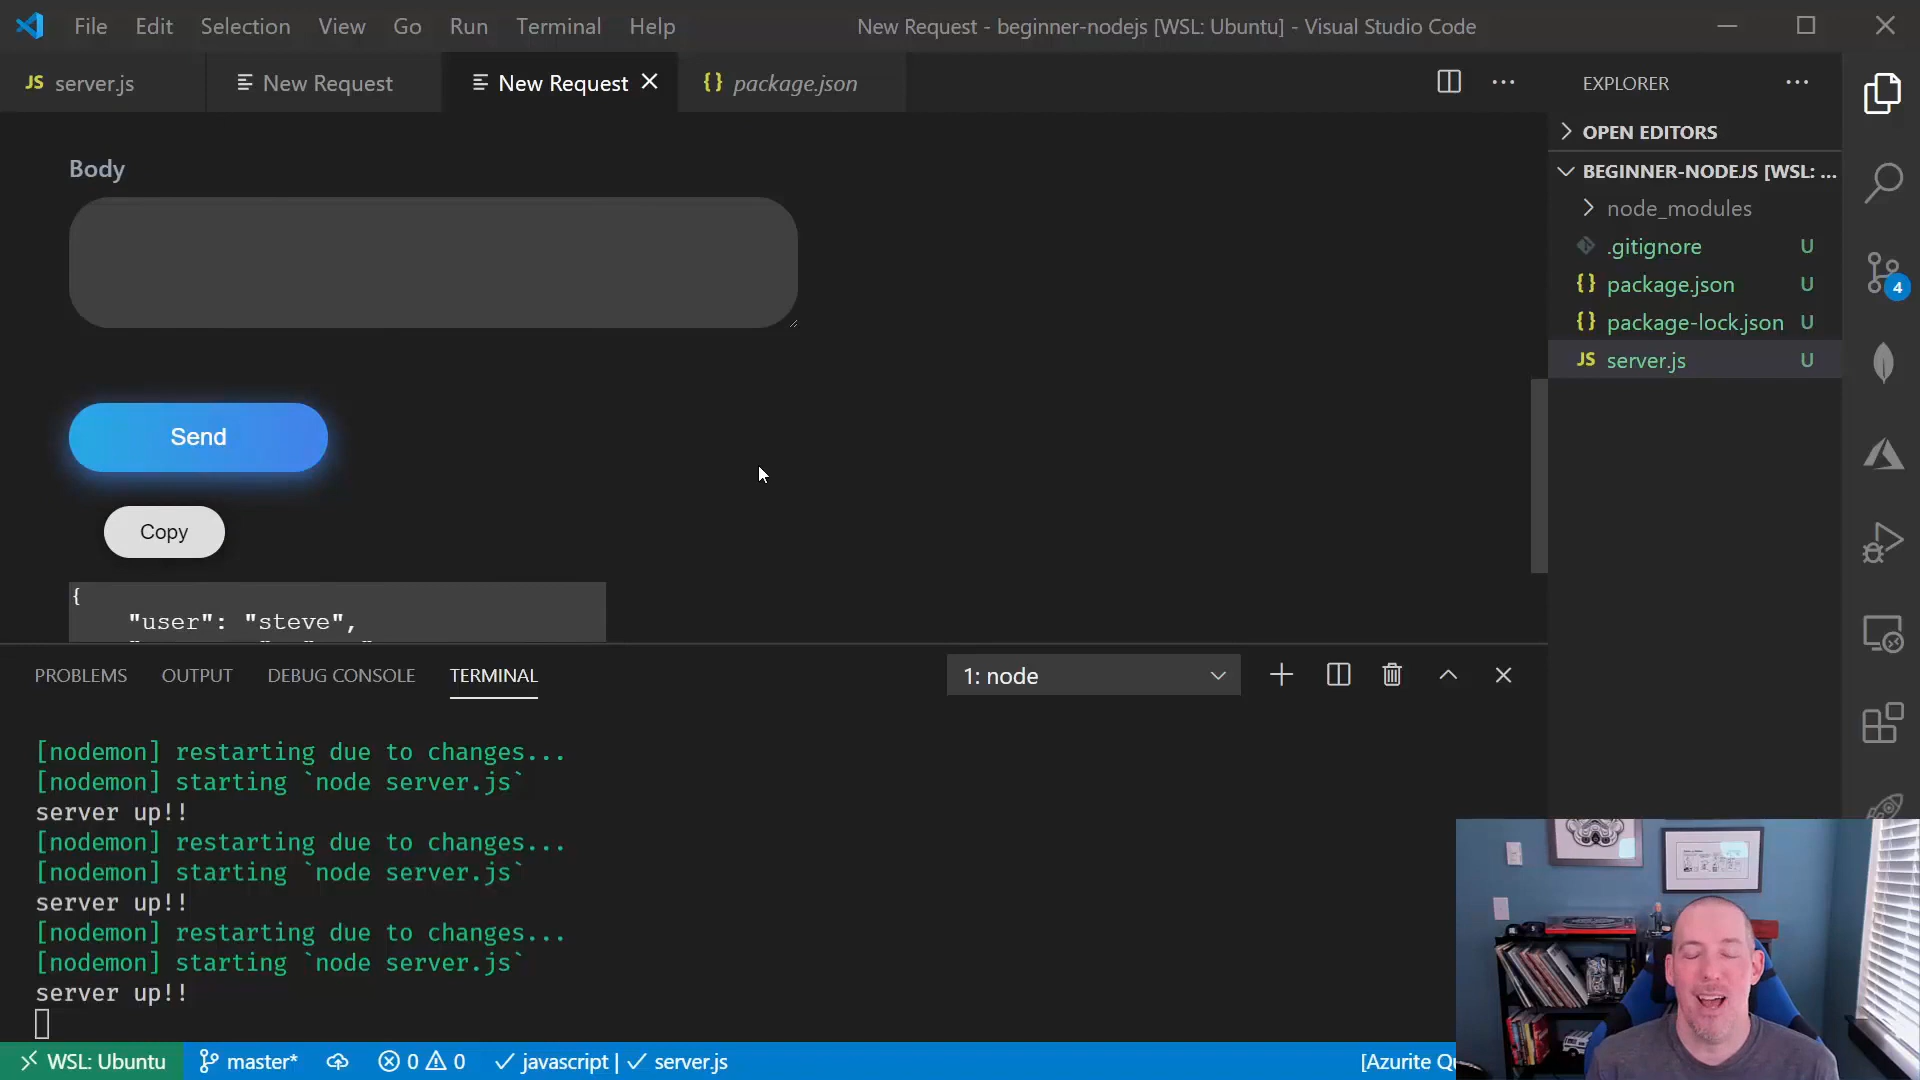 File Edit Selection View Go Run Terminal Help New Request - beginner-nodejs [WSL: Ubuntu] - Visual Studio Code
JS server.js New Request New Request {} package.json
EXPLORER
OPEN EDITORS
BEGINNER-NODEJS [WSL: ...
node_modules
.gitignore U
{} package.json U
{} package-lock.json U
JS server.js U
4
Body
Send
Copy
{
"user": "steve",
PROBLEMS OUTPUT DEBUG CONSOLE TERMINAL 1: node
[nodemon] restarting due to changes...
[nodemon] starting `node server.js`
server up!!
[nodemon] restarting due to changes...
[nodemon] starting `node server.js`
server up!!
[nodemon] restarting due to changes...
[nodemon] starting `node server.js`
server up!!
WSL: Ubuntu master* 0 0 javascript | server.js [Azurite Qu